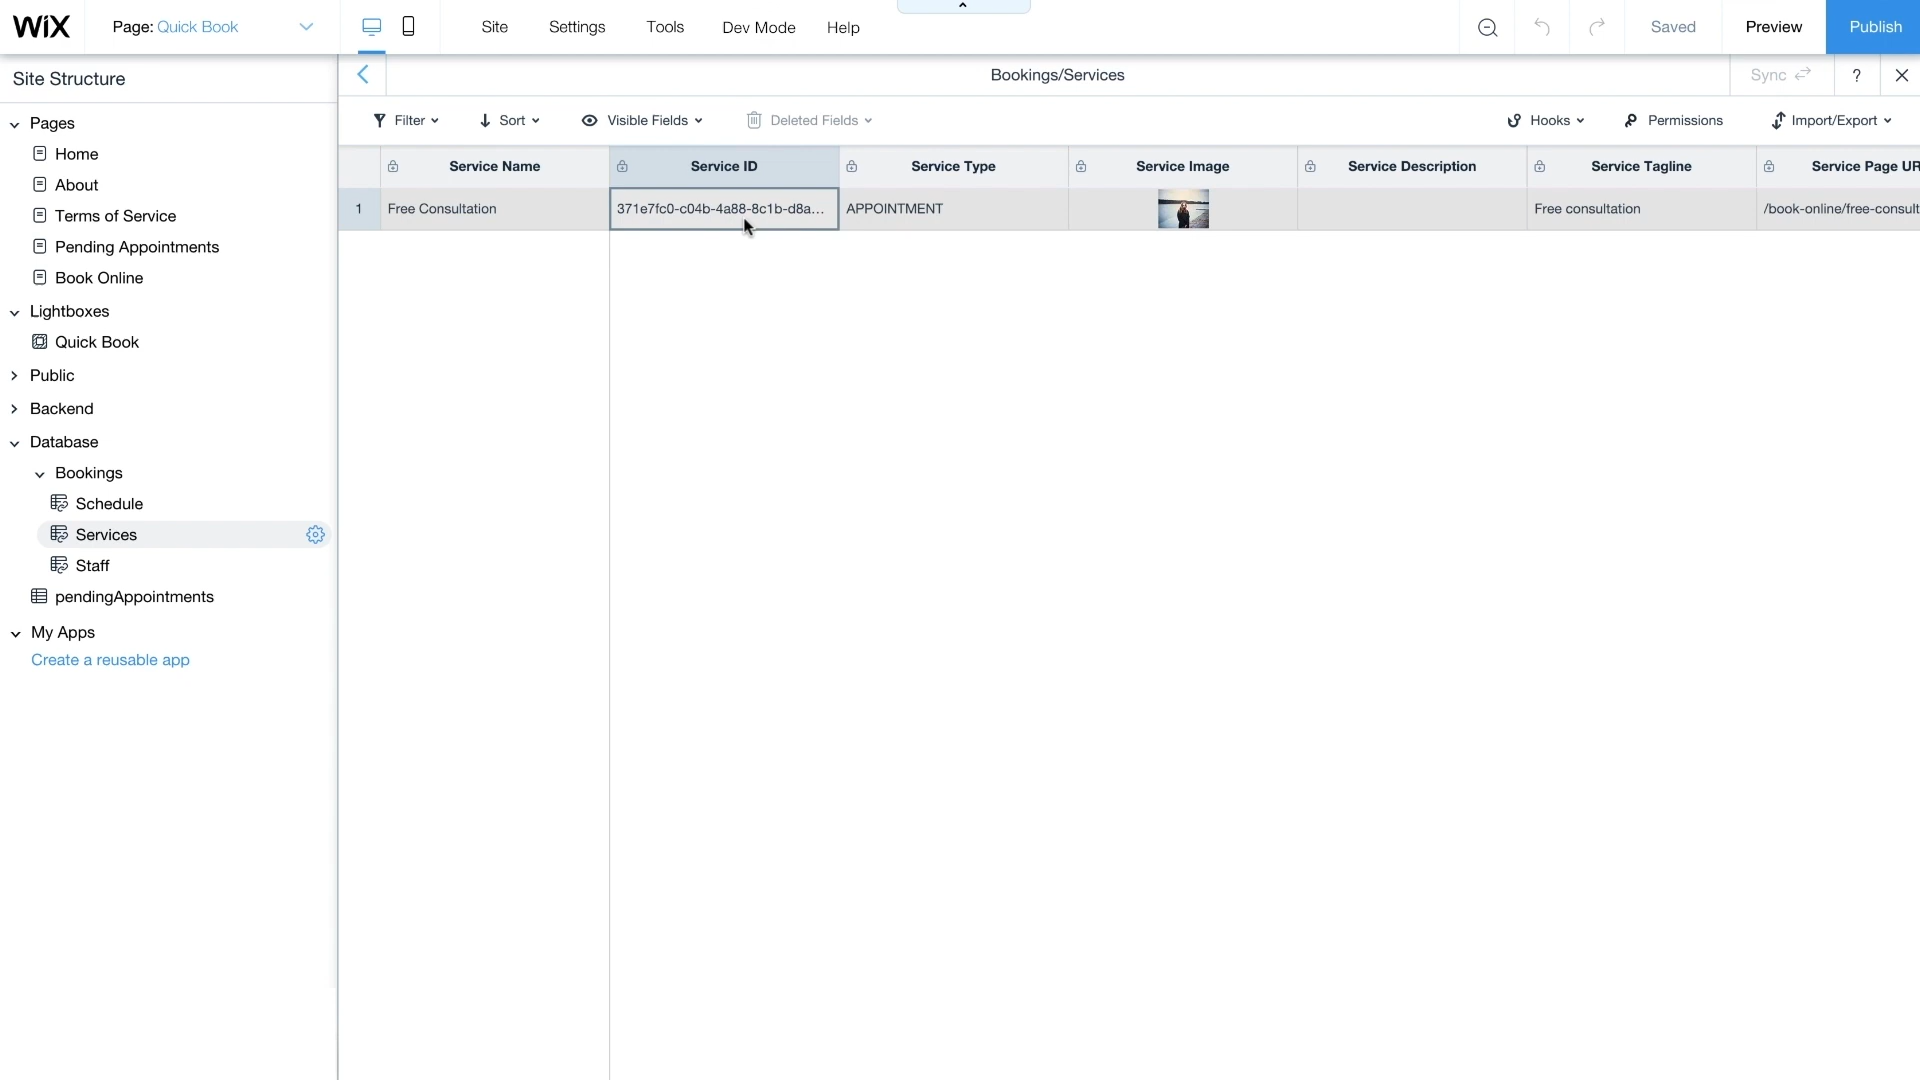 WiX
Page: Quick Book
Site
Settings
Tools
Dev Mode
Help
Saved
Preview
Publish
Site Structure
Bookings/Services
Sync
?
Filter
Sort
Visible Fields
Deleted Fields
Hooks
Permissions
Import/Export
Pages
Home
About
Terms of Service
Pending Appointments
Book Online
Lightboxes
Quick Book
Public
Backend
Database
Bookings
Schedule
Services
Staff
pendingAppointments
My Apps
Create a reusable app
Service Name
Service ID
Service Type
Service Image
Service Description
Service Tagline
Service Page UR
1
Free Consultation
371e7fc0-c04b-4a88-8c1b-d8a...
APPOINTMENT
Free consultation
/book-online/free-consult